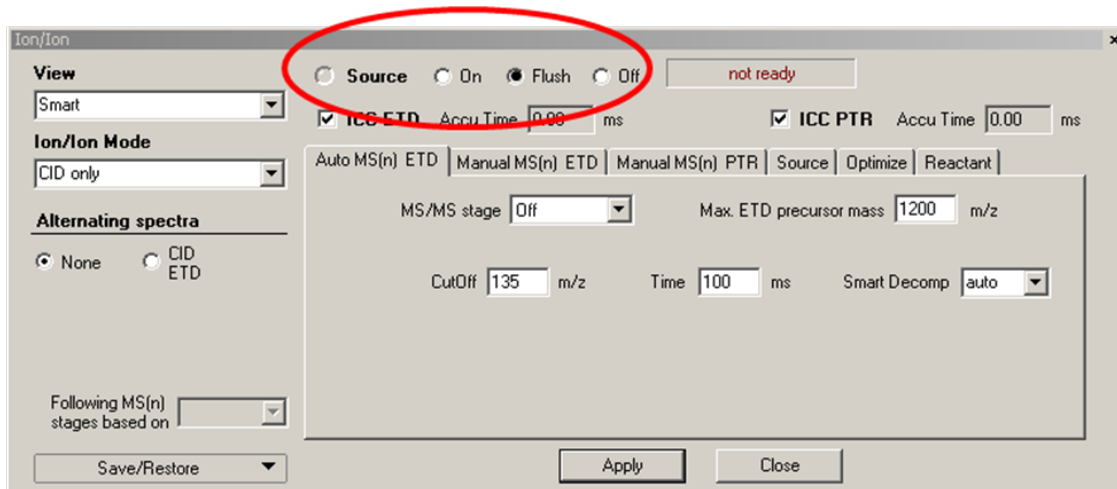 Ion/Ion
View
Smart
Ion/Ion Mode
CID only
Alternating spectra
None CID
ETD
Following MS(n)
stages based on
Save/Restore
Source On Flush Off not ready
ICC ETD Accu Time 0.00 ms ICC PTR Accu Time 0.00 ms
Auto MS(n) ETD Manual MS(n) ETD Manual MS(n) PTR Source Optimize Reactant
MS/MS stage Off Max. ETD precursor mass 1200 m/z
CutOff 135 m/z Time 100 ms Smart Decomp auto
Apply Close